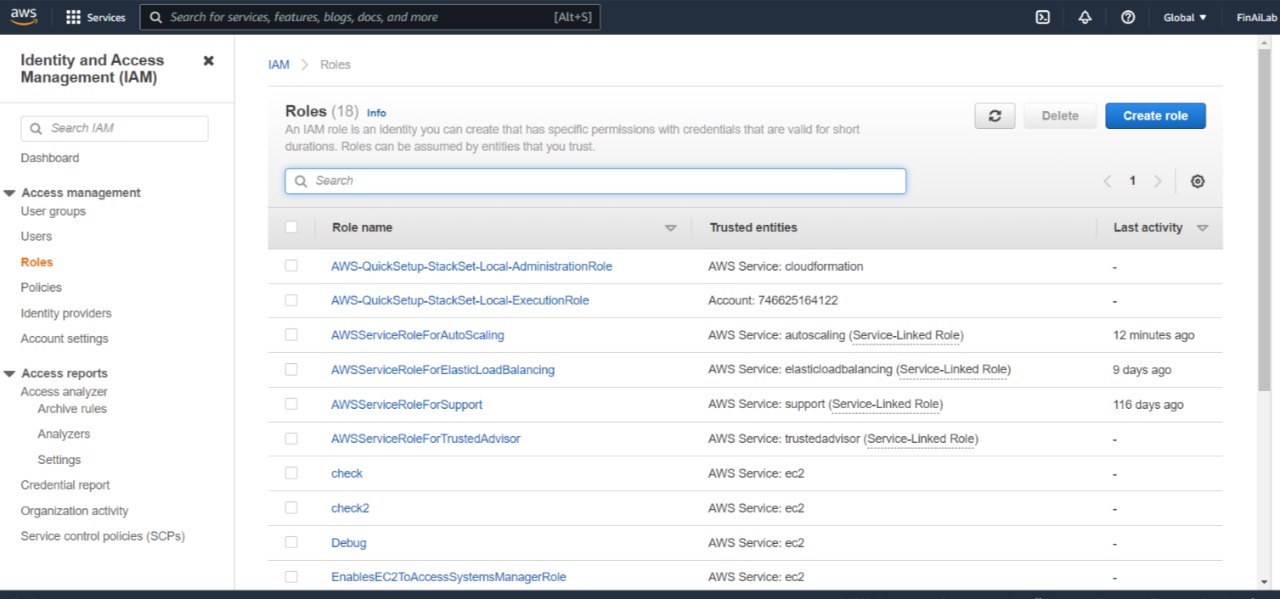 aws Services Search for services, features, blogs, docs, and more [Alt+S] Global ▼ FinAiLab
Identity and Access
Management (IAM)
Search IAM
Dashboard
Access management
User groups
Users
Roles
Policies
Identity providers
Account settings
Access reports
Access analyzer
Archive rules
Analyzers
Settings
Credential report
Organization activity
Service control policies (SCPs)
IAM > Roles
Roles (18) Info
An IAM role is an identity you can create that has specific permissions with credentials that are valid for short
durations. Roles can be assumed by entities that you trust.
Delete
Create role
Search
< 1 >
Role name Trusted entities Last activity
AWS-QuickSetup-StackSet-Local-AdministrationRole AWS Service: cloudformation -
AWS-QuickSetup-StackSet-Local-ExecutionRole Account: 746625164122 -
AWSServiceRoleForAutoScaling AWS Service: autoscaling (Service-Linked Role) 12 minutes ago
AWSServiceRoleForElasticLoadBalancing AWS Service: elasticloadbalancing (Service-Linked Role) 9 days ago
AWSServiceRoleForSupport AWS Service: support (Service-Linked Role) 116 days ago
AWSServiceRoleForTrustedAdvisor AWS Service: trustedadvisor (Service-Linked Role) -
check AWS Service: ec2 -
check2 AWS Service: ec2 -
Debug AWS Service: ec2 -
EnablesEC2ToAccessSystemsManagerRole AWS Service: ec2 -